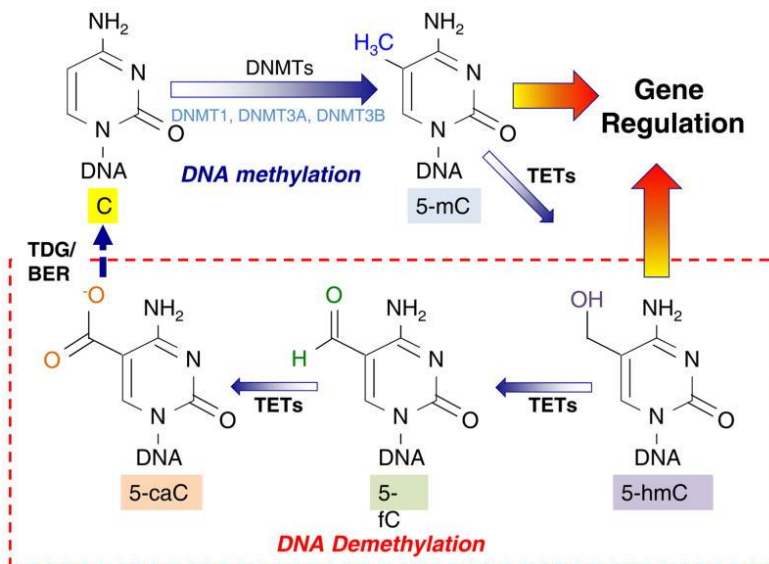 NH2
N
N
O
DNA
C
DNMTs
DNMT1, DNMT3A, DNMT3B
DNA methylation
H3C
NH2
N
N
O
DNA
5-mC
Gene
Regulation
TETs
TDG/
BER
-O
O
NH2
N
N
O
DNA
5-caC
TETs
O
H
NH2
N
N
O
DNA
5-
fC
TETs
OH
NH2
N
N
O
DNA
5-hmC
DNA Demethylation